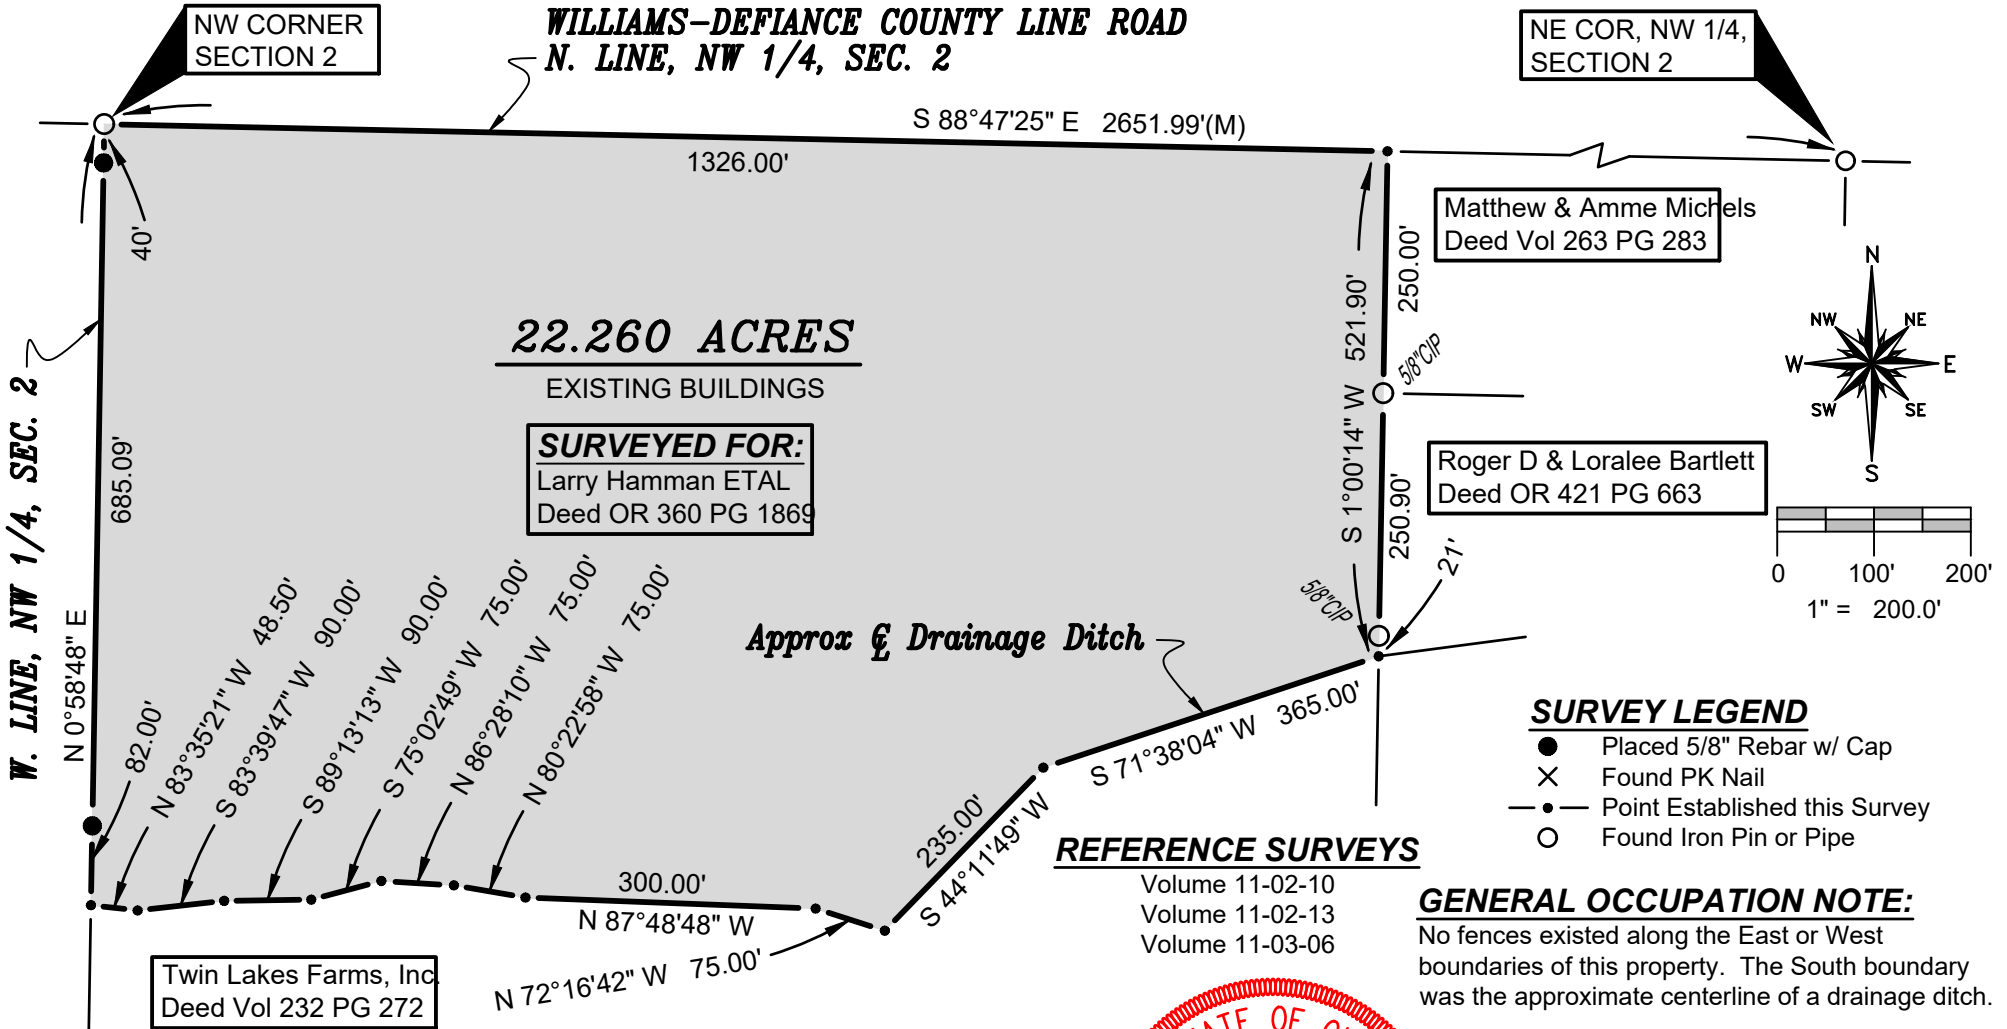 NW CORNER
SECTION 2
WILLIAMS-DEFIANCE COUNTY LINE ROAD
N. LINE, NW 1/4, SEC. 2
NE COR, NW 1/4,
SECTION 2
S 88°47'25" E 2651.99'(M)
1326.00'
40'
Matthew & Amme Michels
Deed Vol 263 PG 283
250.00'
S 1°00'14" W 521.90'
5/8"CIP
22.260 ACRES
EXISTING BUILDINGS
SURVEYED FOR:
Larry Hamman ETAL
Deed OR 360 PG 1869
W. LINE, NW 1/4, SEC. 2
685.09'
N 0°58'48" E
N
NW
NE
W
E
SW
SE
S
Roger D & Loralee Bartlett
Deed OR 421 PG 663
250.90'
21'
5/8"CIP
0 100' 200'
1" = 200.0'
82.00'
N 83°35'21" W 48.50'
S 83°39'47" W 90.00'
S 89°13'13" W 90.00'
S 75°02'49" W 75.00'
N 86°28'10" W 75.00'
N 80°22'58" W 75.00'
Approx ℄ Drainage Ditch
S 71°38'04" W 365.00'
235.00'
S 44°11'49" W
300.00'
N 87°48'48" W
N 72°16'42" W 75.00'
Twin Lakes Farms, Inc.
Deed Vol 232 PG 272
SURVEY LEGEND
Placed 5/8" Rebar w/ Cap
Found PK Nail
Point Established this Survey
Found Iron Pin or Pipe
REFERENCE SURVEYS
Volume 11-02-10
Volume 11-02-13
Volume 11-03-06
GENERAL OCCUPATION NOTE:
No fences existed along the East or West
boundaries of this property. The South boundary
was the approximate centerline of a drainage ditch.
OF